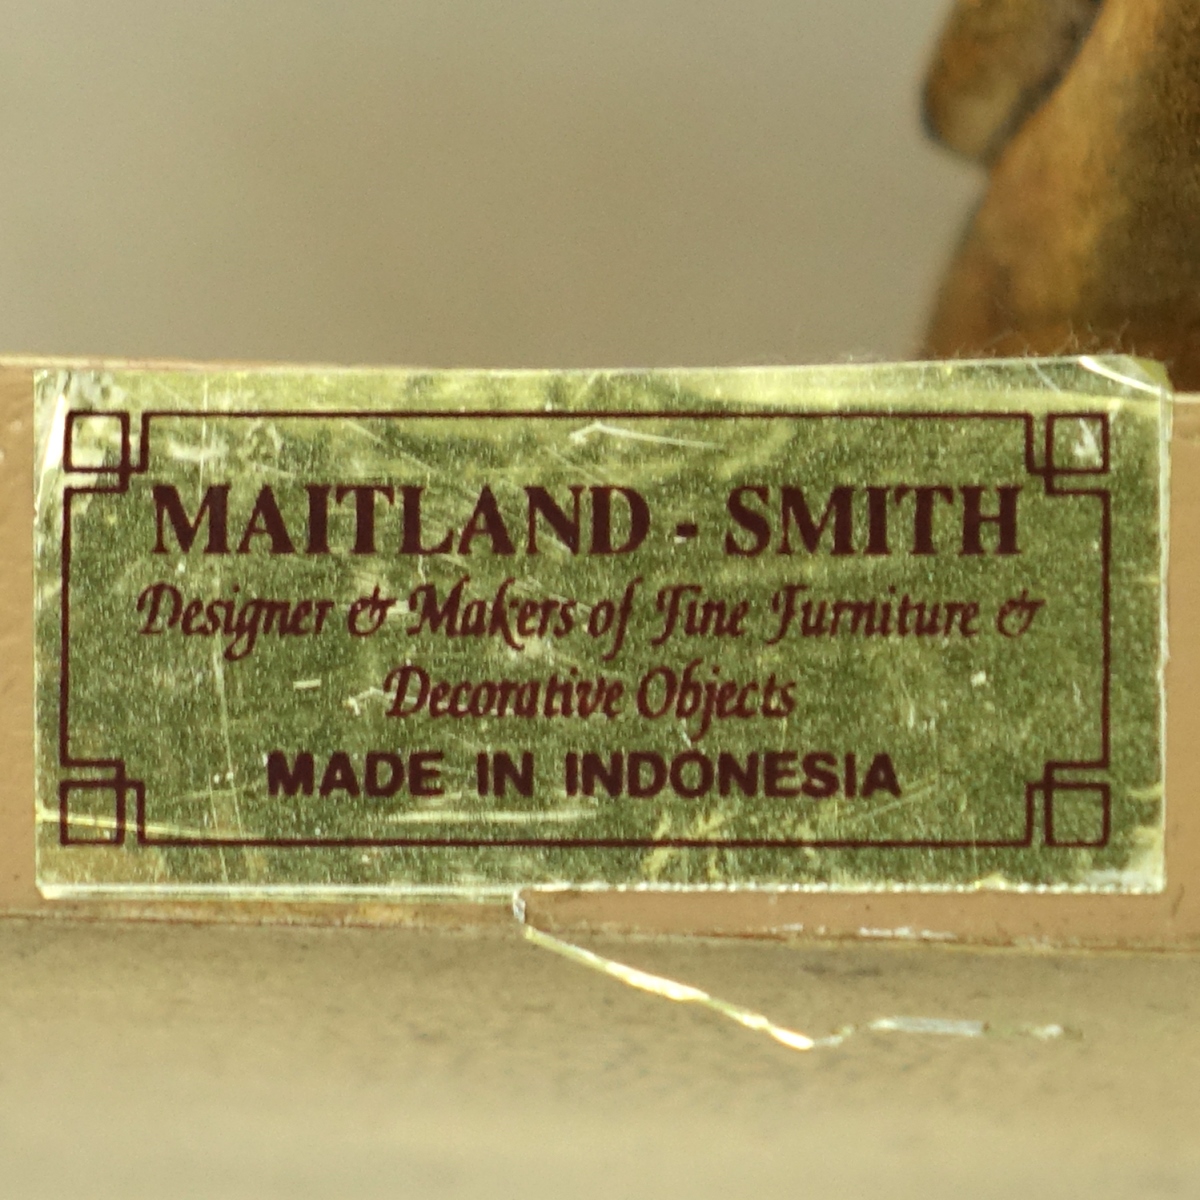 MAITLAND - SMITH
Designer & Makers of Fine Furniture &
Decorative Objects
MADE IN INDONESIA